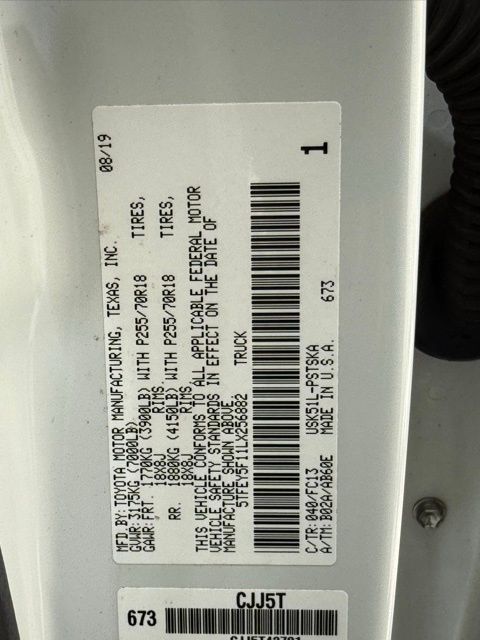 08/19
MFD.BY:TOYOTA MOTOR MANUFACTURING, TEXAS, INC.
GVWR:3175KG (7000LB)
GAWR:FRT. 1770KG (3900LB) WITH P255/70R18 TIRES,
18X8J RIMS
RR. 1880KG (4150LB) WITH P255/70R18 TIRES,
18X8J RIMS
THIS VEHICLE CONFORMS TO ALL APPLICABLE FEDERAL MOTOR
VEHICLE SAFETY STANDARDS IN EFFECT ON THE DATE OF
MANUFACTURE SHOWN ABOVE.
5TFEY5F11LX256882 TRUCK
1
C/TR:040/FC13 USK51L-PSTSKA 673
A/TM:B02A/AB60E MADE IN U.S.A.
CJJ5T
673